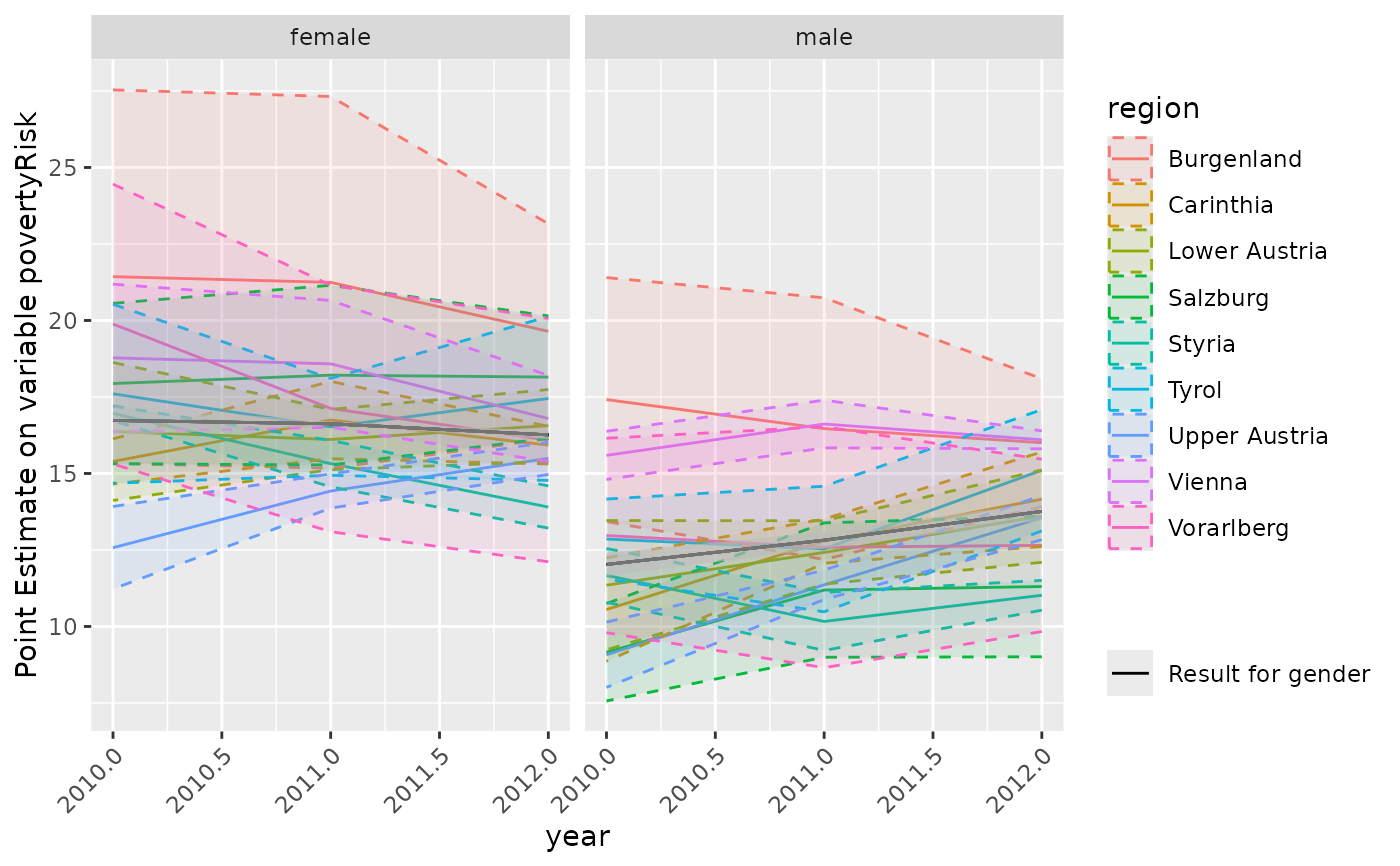 female
male
Point Estimate on variable povertyRisk
25
20
15
10
2010.0
2010.5
2011.0
2011.5
2012.0
2010.0
2010.5
2011.0
2011.5
2012.0
year
region
Burgenland
Carinthia
Lower Austria
Salzburg
Styria
Tyrol
Upper Austria
Vienna
Vorarlberg
Result for gender